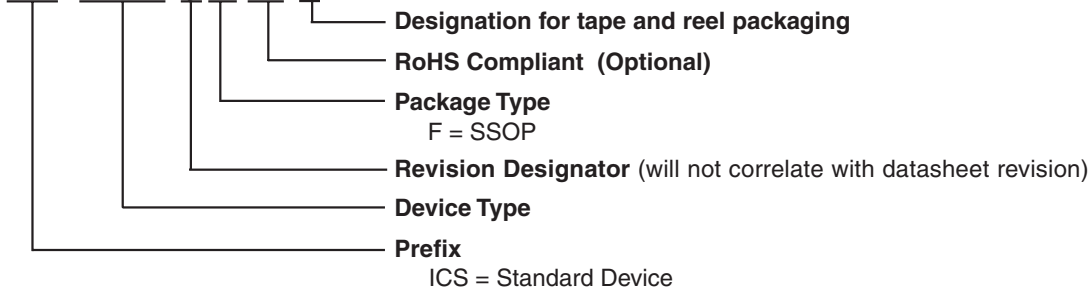 Designation for tape and reel packaging
RoHS Compliant (Optional)
Package Type
F = SSOP
Revision Designator (will not correlate with datasheet revision)
Device Type
Prefix
ICS = Standard Device